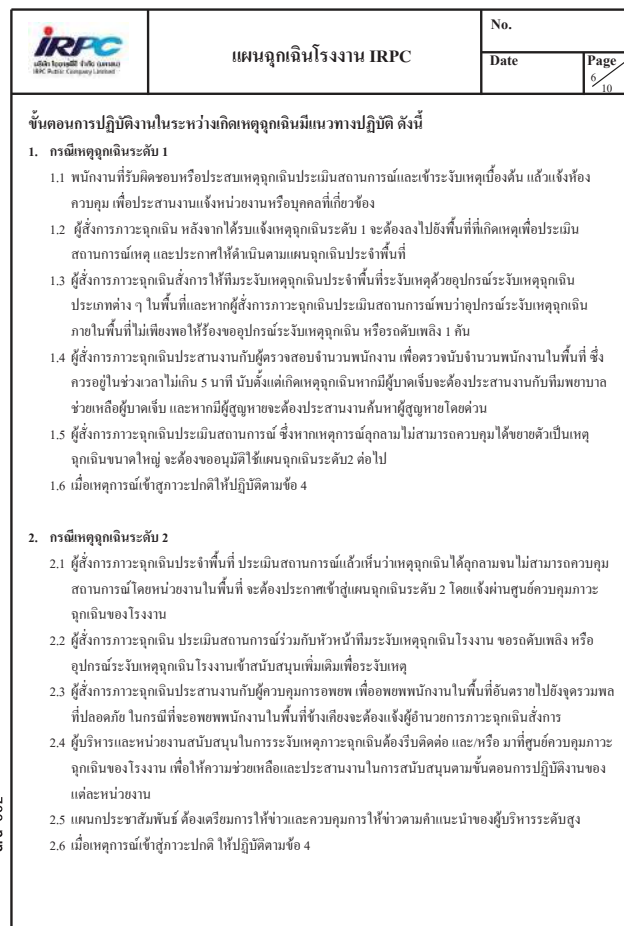 IRPC
บริษัท ไออาร์พีซี จำกัด (มหาชน)
IRPC Public Company Limited
แผนฉุกเฉินโรงงาน IRPC
No.
Date
Page
6/10
ขั้นตอนการปฏิบัติงานในระหว่างเกิดเหตุฉุกเฉินมีแนวทางปฏิบัติ ดังนี้
1. กรณีเหตุฉุกเฉินระดับ 1
1.1 พนักงานที่รับผิดชอบหรือประสบเหตุฉุกเฉินประเมินสถานการณ์และเข้าระงับเหตุเบื้องต้น แล้วแจ้งห้อง
ควบคุม เพื่อประสานงานแจ้งหน่วยงานหรือบุคคลที่เกี่ยวข้อง
1.2 ผู้สั่งการภาวะฉุกเฉิน หลังจากได้รบแจ้งเหตุฉุกเฉินระดับ 1 จะต้องลงไปยังพื้นที่ที่เกิดเหตุเพื่อประเมิน
สถานการณ์เหตุ และประกาศให้ดำเนินตามแผนฉุกเฉินประจำพื้นที่
1.3 ผู้สั่งการภาวะฉุกเฉินสั่งการให้ทีมระงับเหตุฉุกเฉินประจำพื้นที่ระงับเหตุด้วยอุปกรณ์ระงับเหตุฉุกเฉิน
ประเภทต่าง ๆ ในพื้นที่และหากผู้สั่งการภาวะฉุกเฉินประเมินสถานการณ์พบว่าอุปกรณ์ระงับเหตุฉุกเฉิน
ภายในพื้นที่ไม่เพียงพอให้ร้องขออุปกรณ์ระงับเหตุฉุกเฉิน หรือรถดับเพลิง 1 คัน
1.4 ผู้สั่งการภาวะฉุกเฉินประสานงานกับผู้ตรวจสอบจำนวนพนักงาน เพื่อตรวจนับจำนวนพนักงานในพื้นที่ ซึ่ง
ควรอยู่ในช่วงเวลาไม่เกิน 5 นาที นับตั้งแต่เกิดเหตุฉุกเฉินหากมีผู้บาดเจ็บจะต้องประสานงานกับทีมพยาบาล
ช่วยเหลือผู้บาดเจ็บ และหากมีผู้สูญหายจะต้องประสานงานค้นหาผู้สูญหายโดยด่วน
1.5 ผู้สั่งการภาวะฉุกเฉินประเมินสถานการณ์ ซึ่งหากเหตุการณ์ลุกลามไม่สามารถควบคุมได้ขยายตัวเป็นเหตุ
ฉุกเฉินขนาดใหญ่ จะต้องขออนุมัติใช้แผนฉุกเฉินระดับ2 ต่อไป
1.6 เมื่อเหตุการณ์เข้าสู่ภาวะปกติให้ปฏิบัติตามข้อ 4
2. กรณีเหตุฉุกเฉินระดับ 2
2.1 ผู้สั่งการภาวะฉุกเฉินประจำพื้นที่ ประเมินสถานการณ์แล้วเห็นว่าเหตุฉุกเฉินได้ลุกลามจนไม่สามารถควบคุม
สถานการณ์โดยหน่วยงานในพื้นที่ จะต้องประกาศเข้าสู่แผนฉุกเฉินระดับ 2 โดยแจ้งผ่านศูนย์ควบคุมภาวะ
ฉุกเฉินของโรงงาน
2.2 ผู้สั่งการภาวะฉุกเฉิน ประเมินสถานการณ์ร่วมกับหัวหน้าทีมระงับเหตุฉุกเฉินโรงงาน ขอรถดับเพลิง หรือ
อุปกรณ์ระงับเหตุฉุกเฉินโรงงานเข้าสนับสนุนเพิ่มเติมเพื่อระงับเหตุ
2.3 ผู้สั่งการภาวะฉุกเฉินประสานงานกับผู้ควบคุมการอพยพ เพื่ออพยพพนักงานในพื้นที่อันตรายไปยังจุดรวมพล
ที่ปลอดภัย ในกรณีที่จะอพยพพนักงานในพื้นที่ข้างเคียงจะต้องแจ้งผู้อำนวยการภาวะฉุกเฉินสั่งการ
2.4 ผู้บริหารและหน่วยงานสนับสนุนในการระงับเหตุภาวะฉุกเฉินต้องรีบติดต่อ และ/หรือ มาที่ศูนย์ควบคุมภาวะ
ฉุกเฉินของโรงงาน เพื่อให้ความช่วยเหลือและประสานงานในการสนับสนุนตามขั้นตอนการปฏิบัติงานของ
แต่ละหน่วยงาน
2.5 แผนกประชาสัมพันธ์ ต้องเตรียมการให้ข่าวและควบคุมการให้ข่าวตามคำแนะนำของผู้บริหารระดับสูง
2.6 เมื่อเหตุการณ์เข้าสู่ภาวะปกติ ให้ปฏิบัติตามข้อ 4